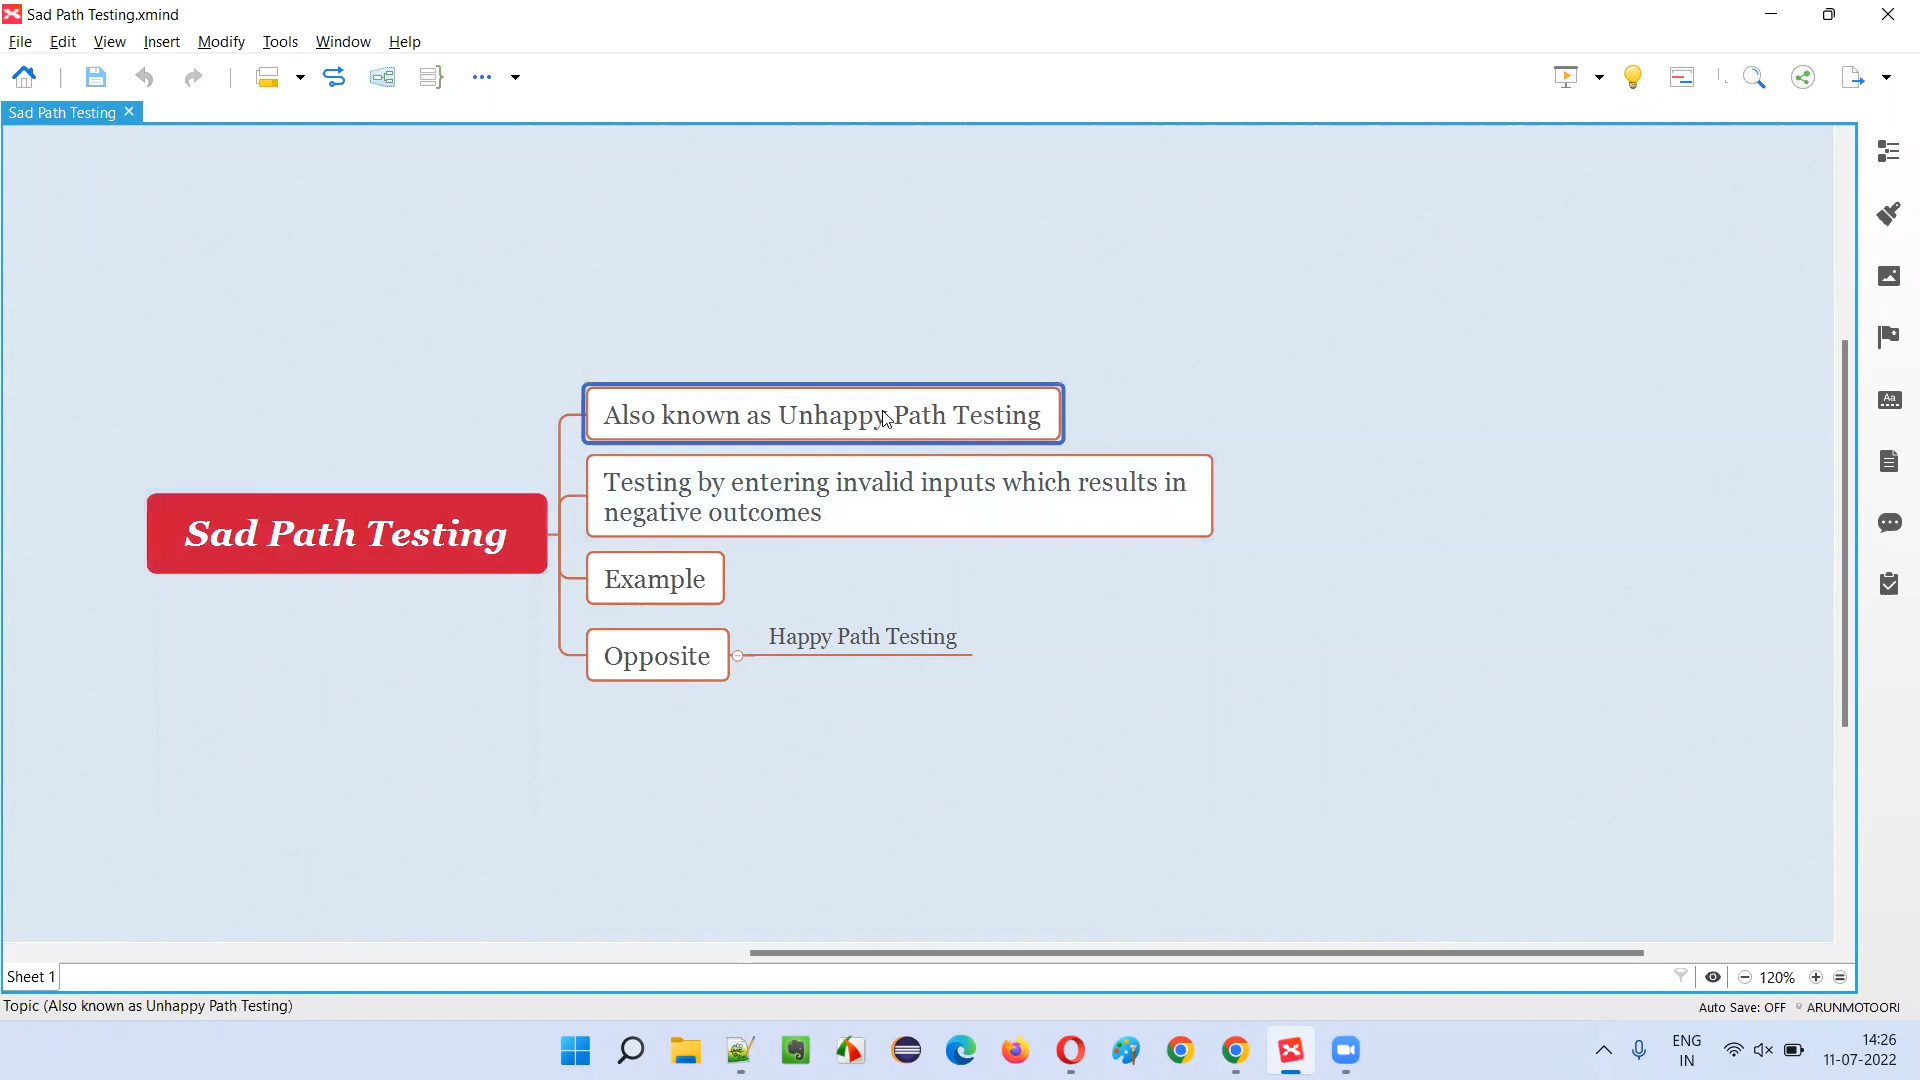 Sad Path Testing.xmind
File Edit View Insert Modify Tools Window Help
Sad Path Testing
Also known as Unhappy Path Testing
Testing by entering invalid inputs which results in
negative outcomes
Sad Path Testing
Example
Happy Path Testing
Opposite
Aa
Sheet 1
120%
Topic (Also known as Unhappy Path Testing)
Auto Save: OFF ARUNMOTOORI
ENG
IN
14:26
11-07-2022